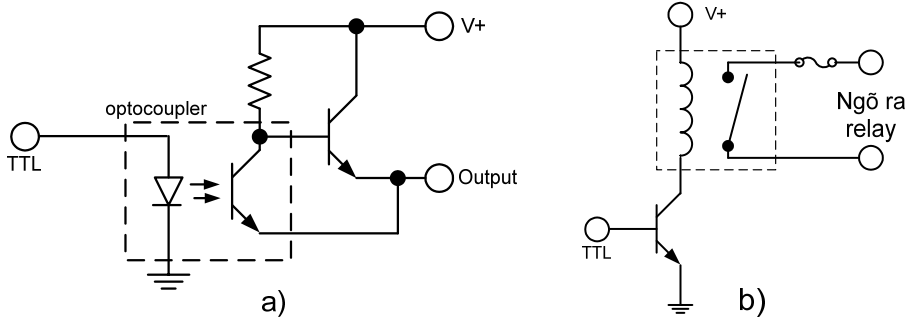 V+
optocoupler
TTL
Output
a)
V+
Ngõ ra
relay
TTL
b)